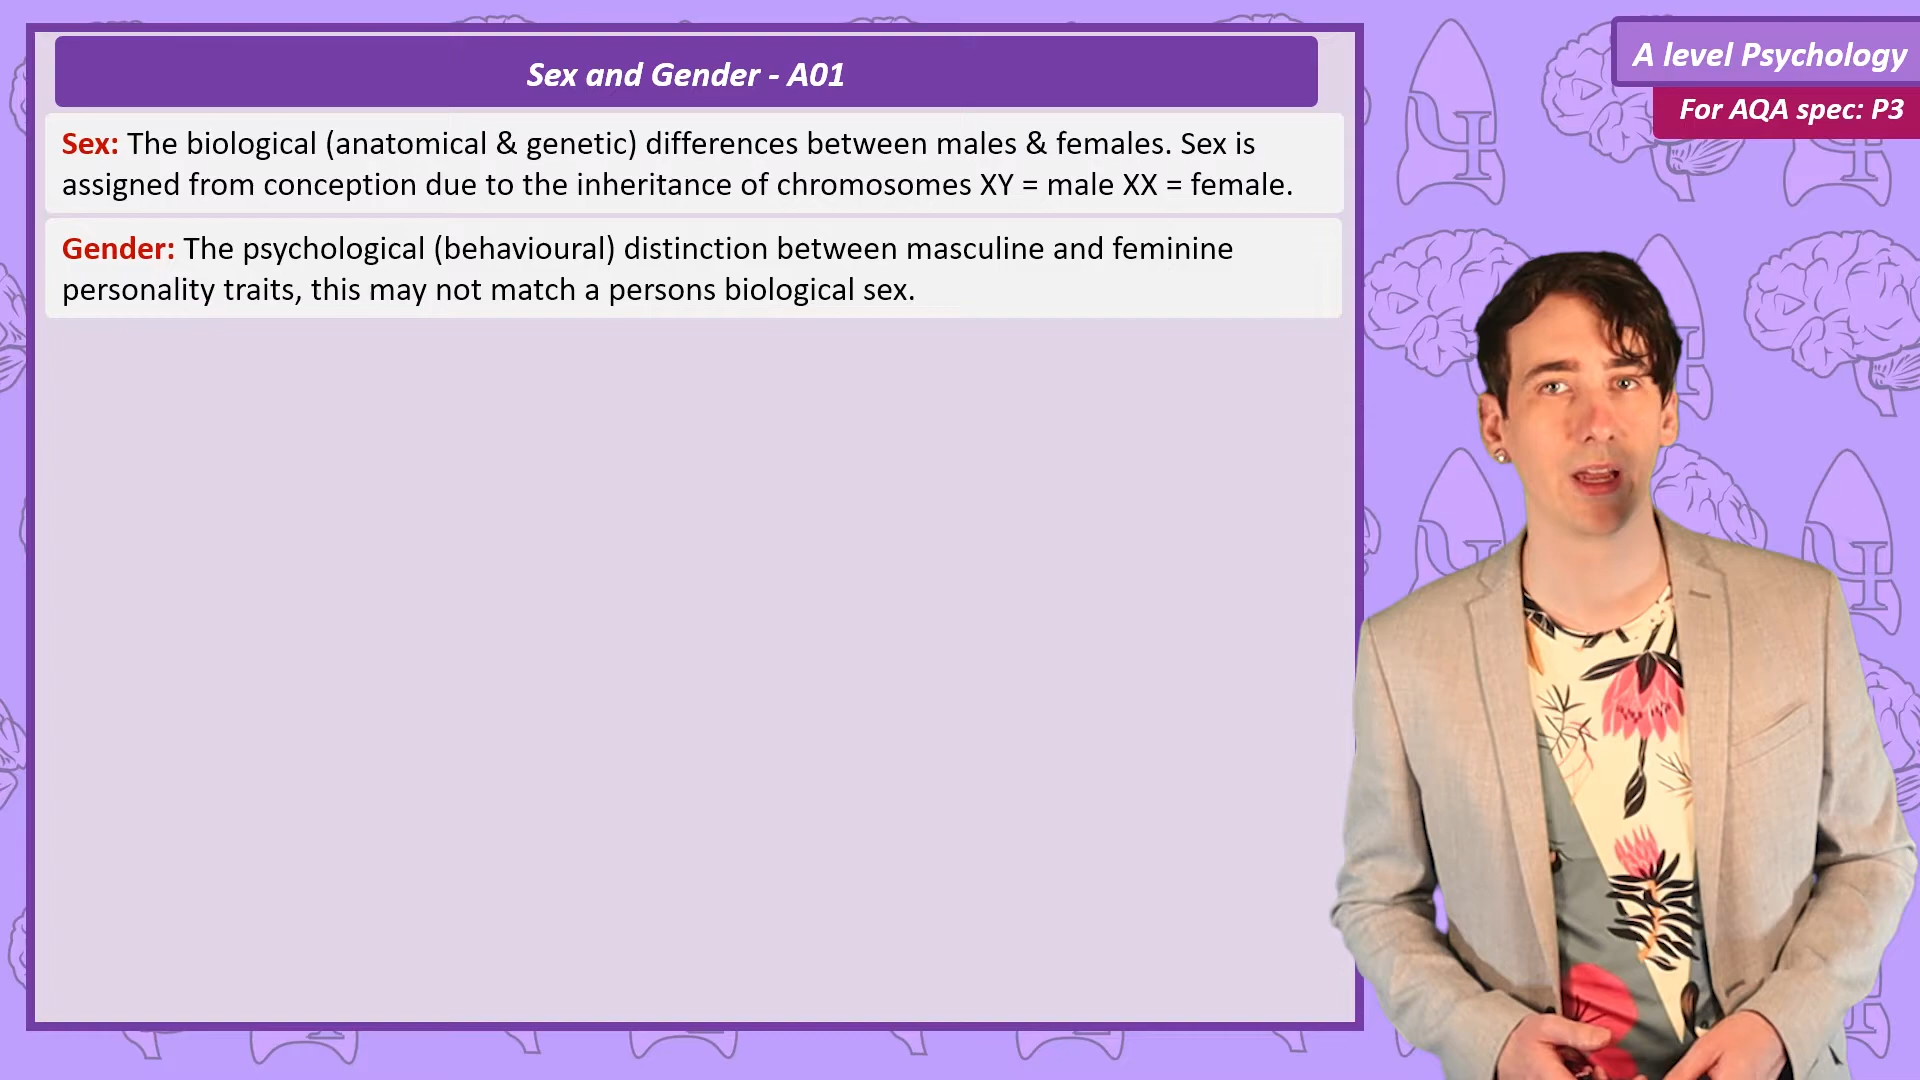 Sex and Gender - A01
A level Psychology
For AQA spec: P3
Sex: The biological (anatomical & genetic) differences between males & females. Sex is
assigned from conception due to the inheritance of chromosomes XY = male XX = female.
Gender: The psychological (behavioural) distinction between masculine and feminine
personality traits, this may not match a persons biological sex.